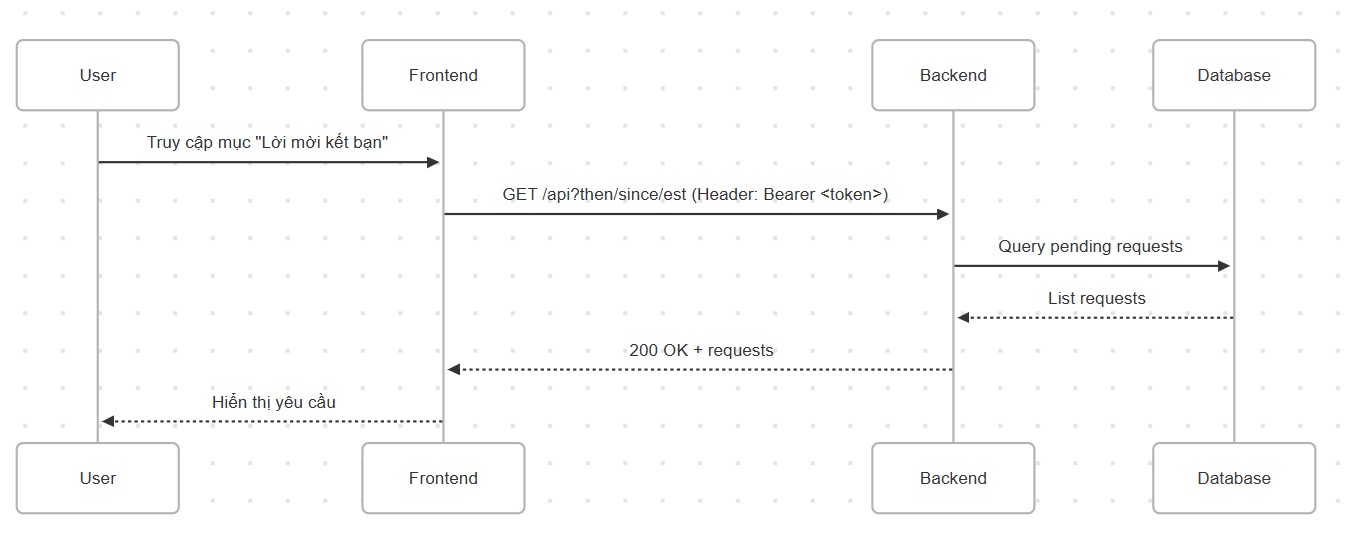 User
Frontend
Backend
Database
Truy cập mục "Lời mời kết bạn"
GET /api?then/since/est (Header: Bearer <token>)
Query pending requests
List requests
200 OK + requests
Hiển thị yêu cầu
User
Frontend
Backend
Database